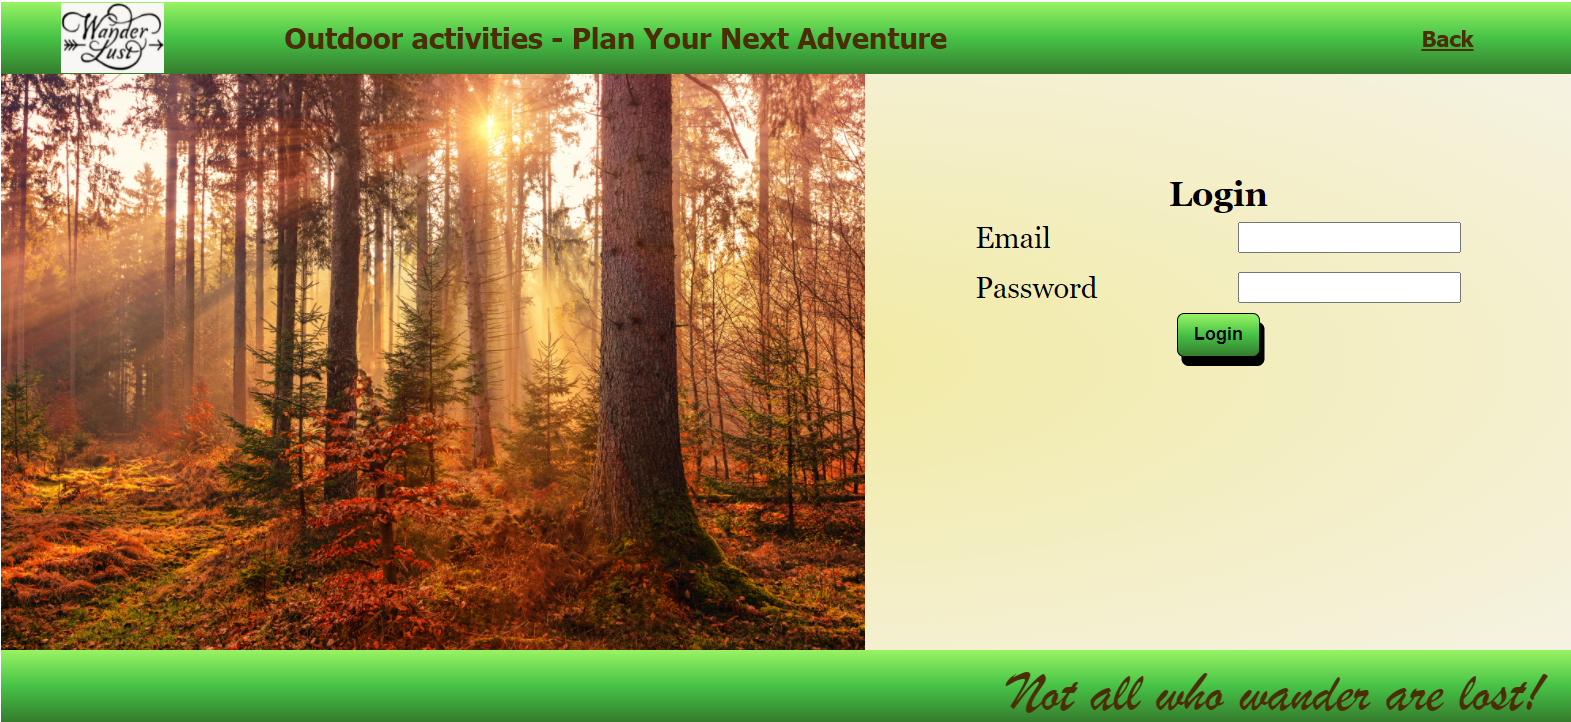 Wander
Lust
Outdoor activities - Plan Your Next Adventure
Back
Login
Email
Password
Login
Not all who wander are lost!